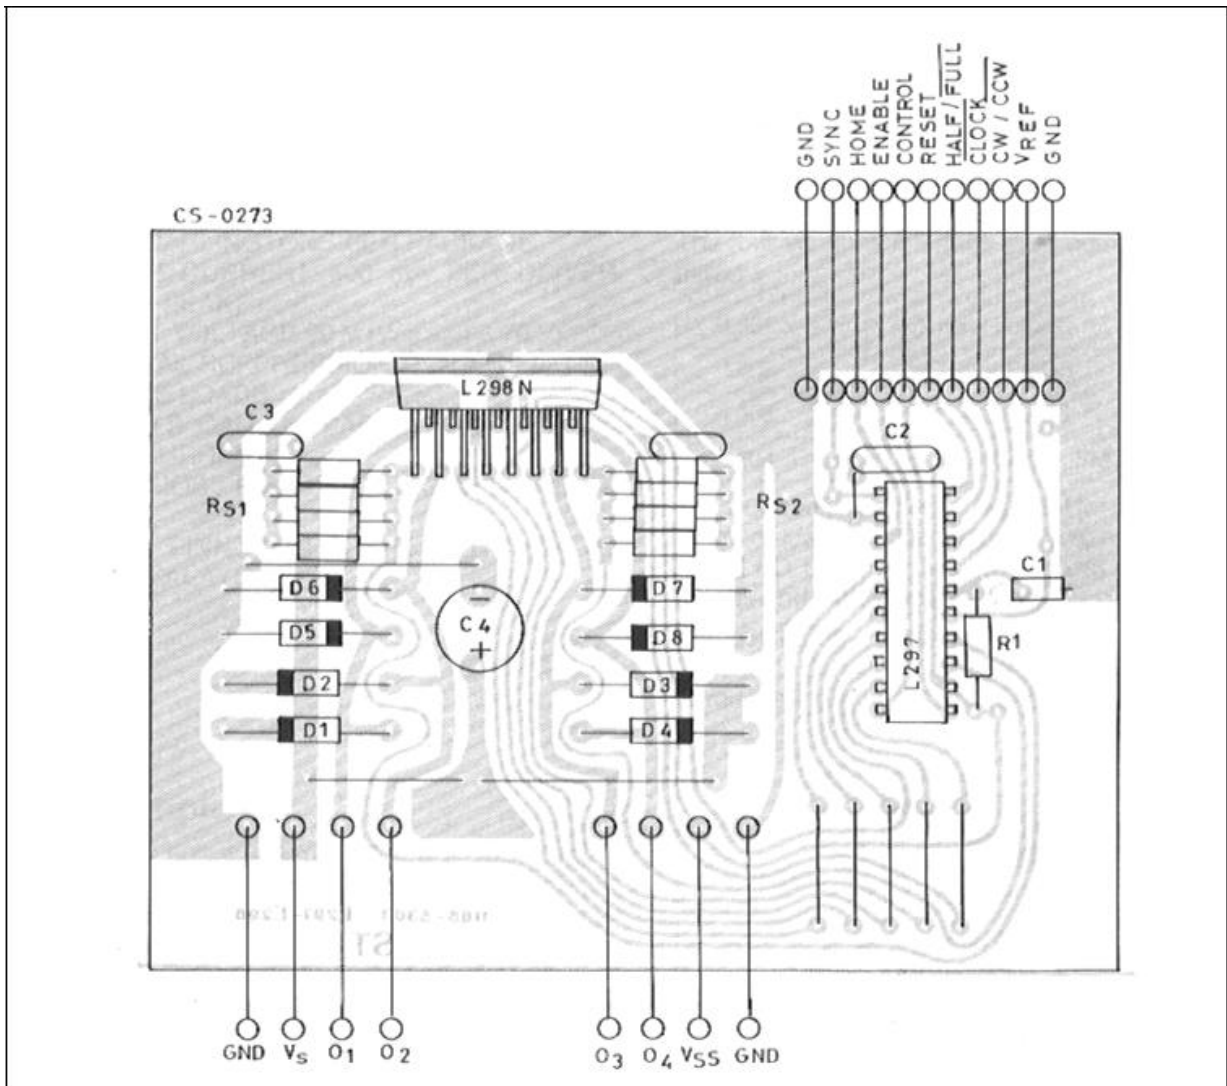 GND
SYNC
HOME
ENABLE
CONTROL
RESET
HALF/FULL
CLOCK
CW/CCW
VREF
GND
CS-0273
L298N
C3
C2
RS1
RS2
C1
D6
D7
C4
D5
D8
R1
L297
D2
D3
D1
D4
ST
GND
VS
O1
O2
O3
O4
VSS
GND